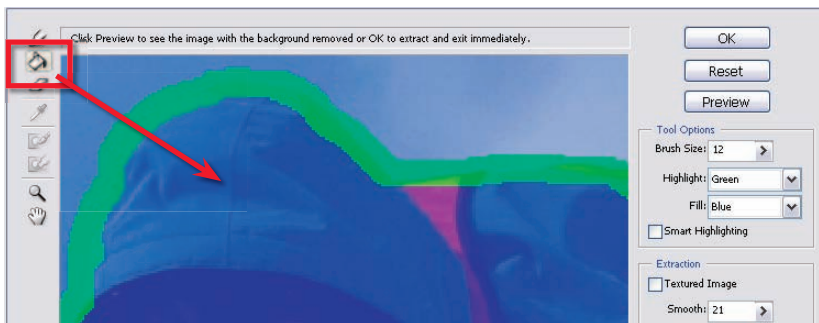 Click Preview to see the image with the background removed or OK to extract and exit immediately.
OK
Reset
Preview
Tool Options
Brush Size: 12
Highlight: Green
Fill: Blue
Smart Highlighting
Extraction
Textured Image
Smooth: 21